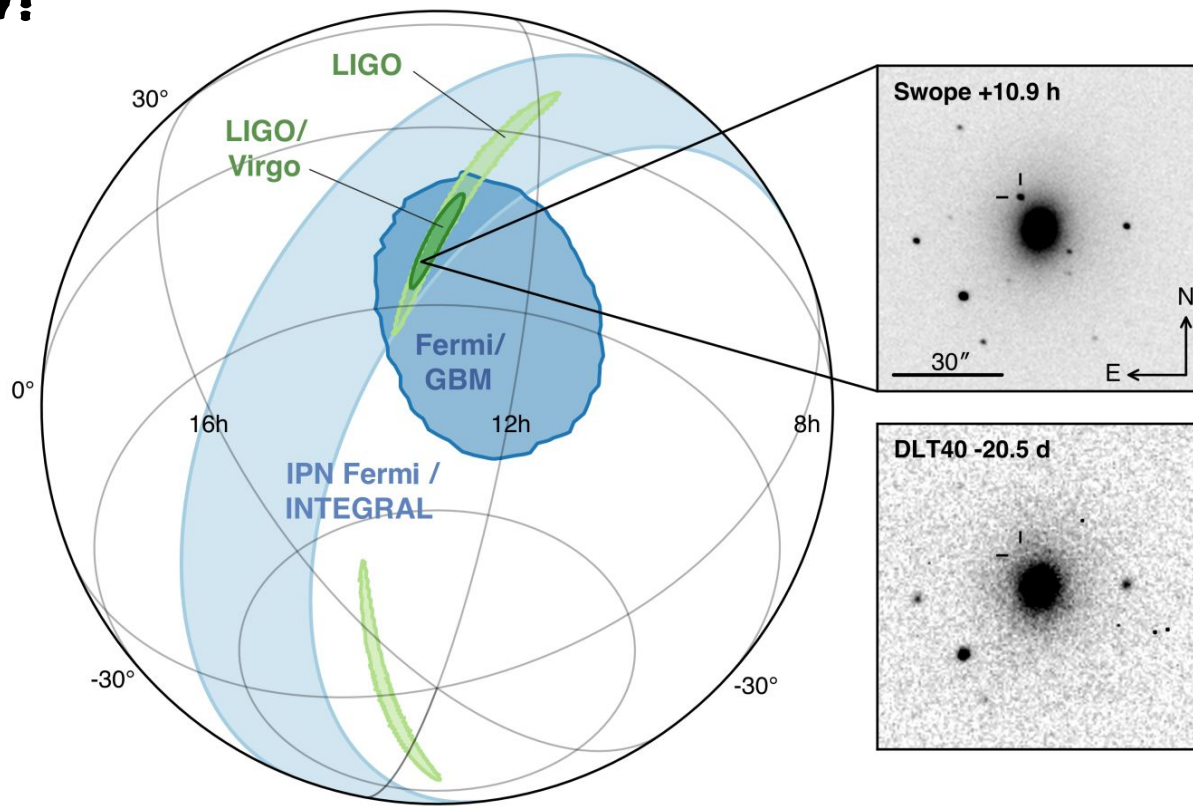 LIGO
30°
LIGO/
Virgo
0°
16h
12h
8h
Fermi/
GBM
IPN Fermi /
INTEGRAL
-30°
-30°
Swope +10.9 h
30″
N
E
DLT40 -20.5 d